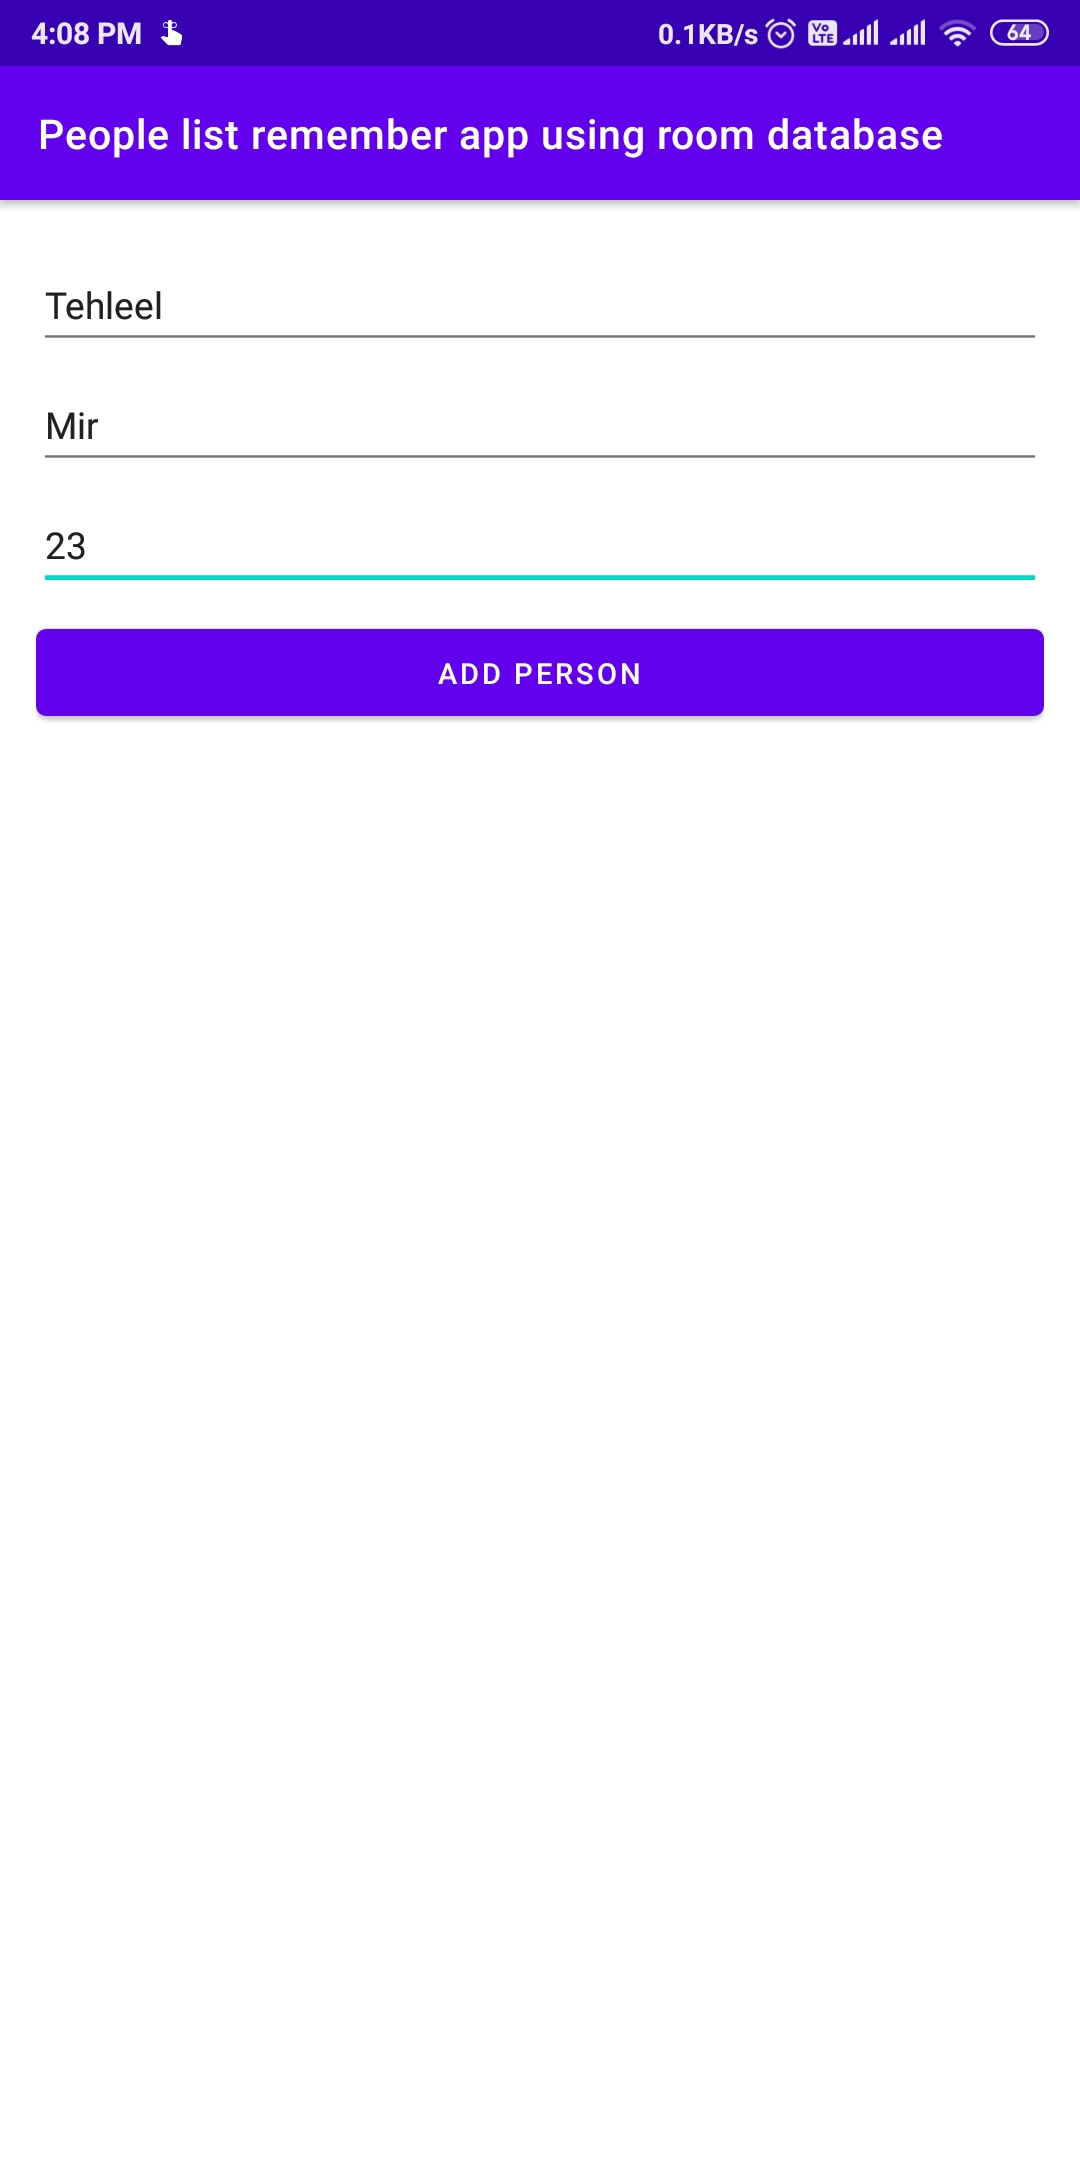 4:08 PM 0.1KB/s Vo LTE 64
People list remember app using room database
Tehleel
Mir
23
ADD PERSON